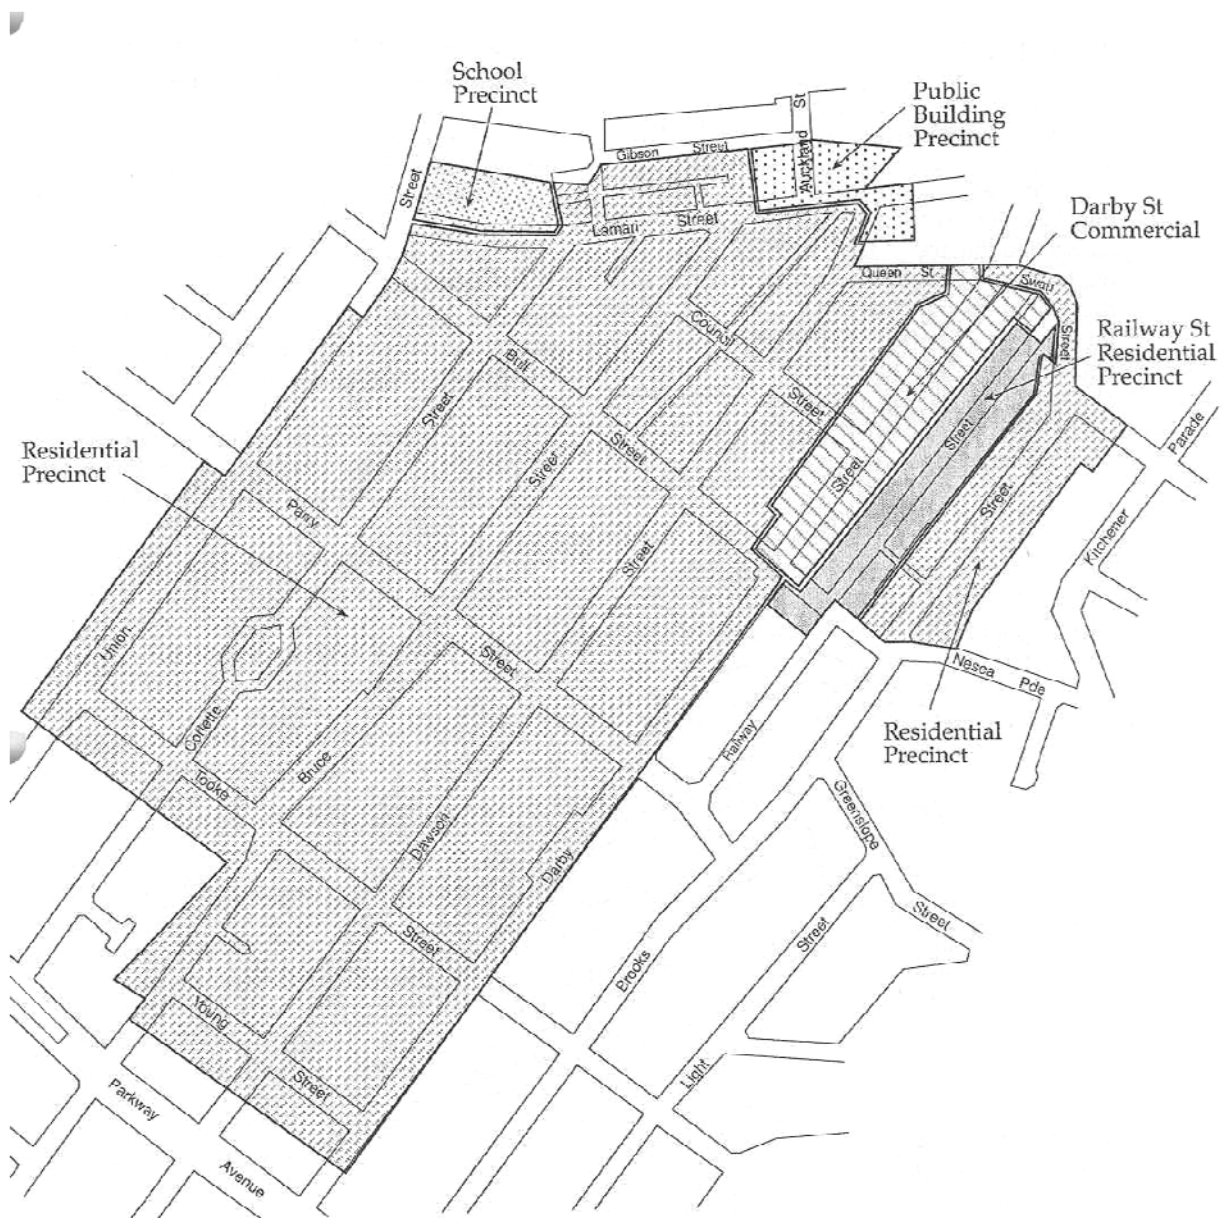 School
Precinct
Public
Building
Precinct
St
Auckland
Gibson Street
Street
Laman Street
Darby St
Commercial
Queen St
Swan
Street
Railway St
Residential
Precinct
Council
Street
Bull
Street
Street
Street
Street
Street
Street
Street
Parade
Kitchener
Residential
Precinct
Parry
Street
Union
Corlette
Bruce
Tooke
Street
Dawson
Darby
Nesca Pde
Residential
Precinct
Railway
Greenslope
Street
Street
Brooks
Light
Young
Street
Parkway
Avenue